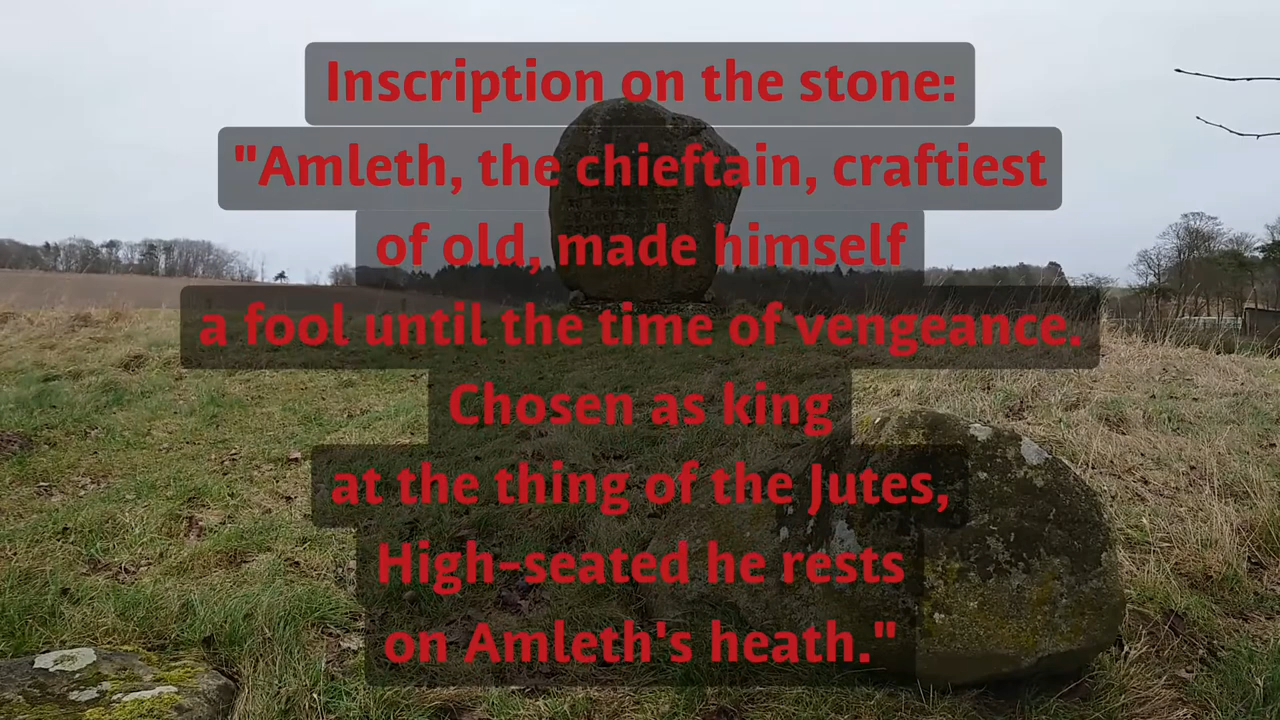 Inscription on the stone:
"Amleth, the chieftain, craftiest
of old, made himself
a fool until the time of vengeance.
Chosen as king
at the thing of the Jutes,
High-seated he rests
on Amleth's heath."